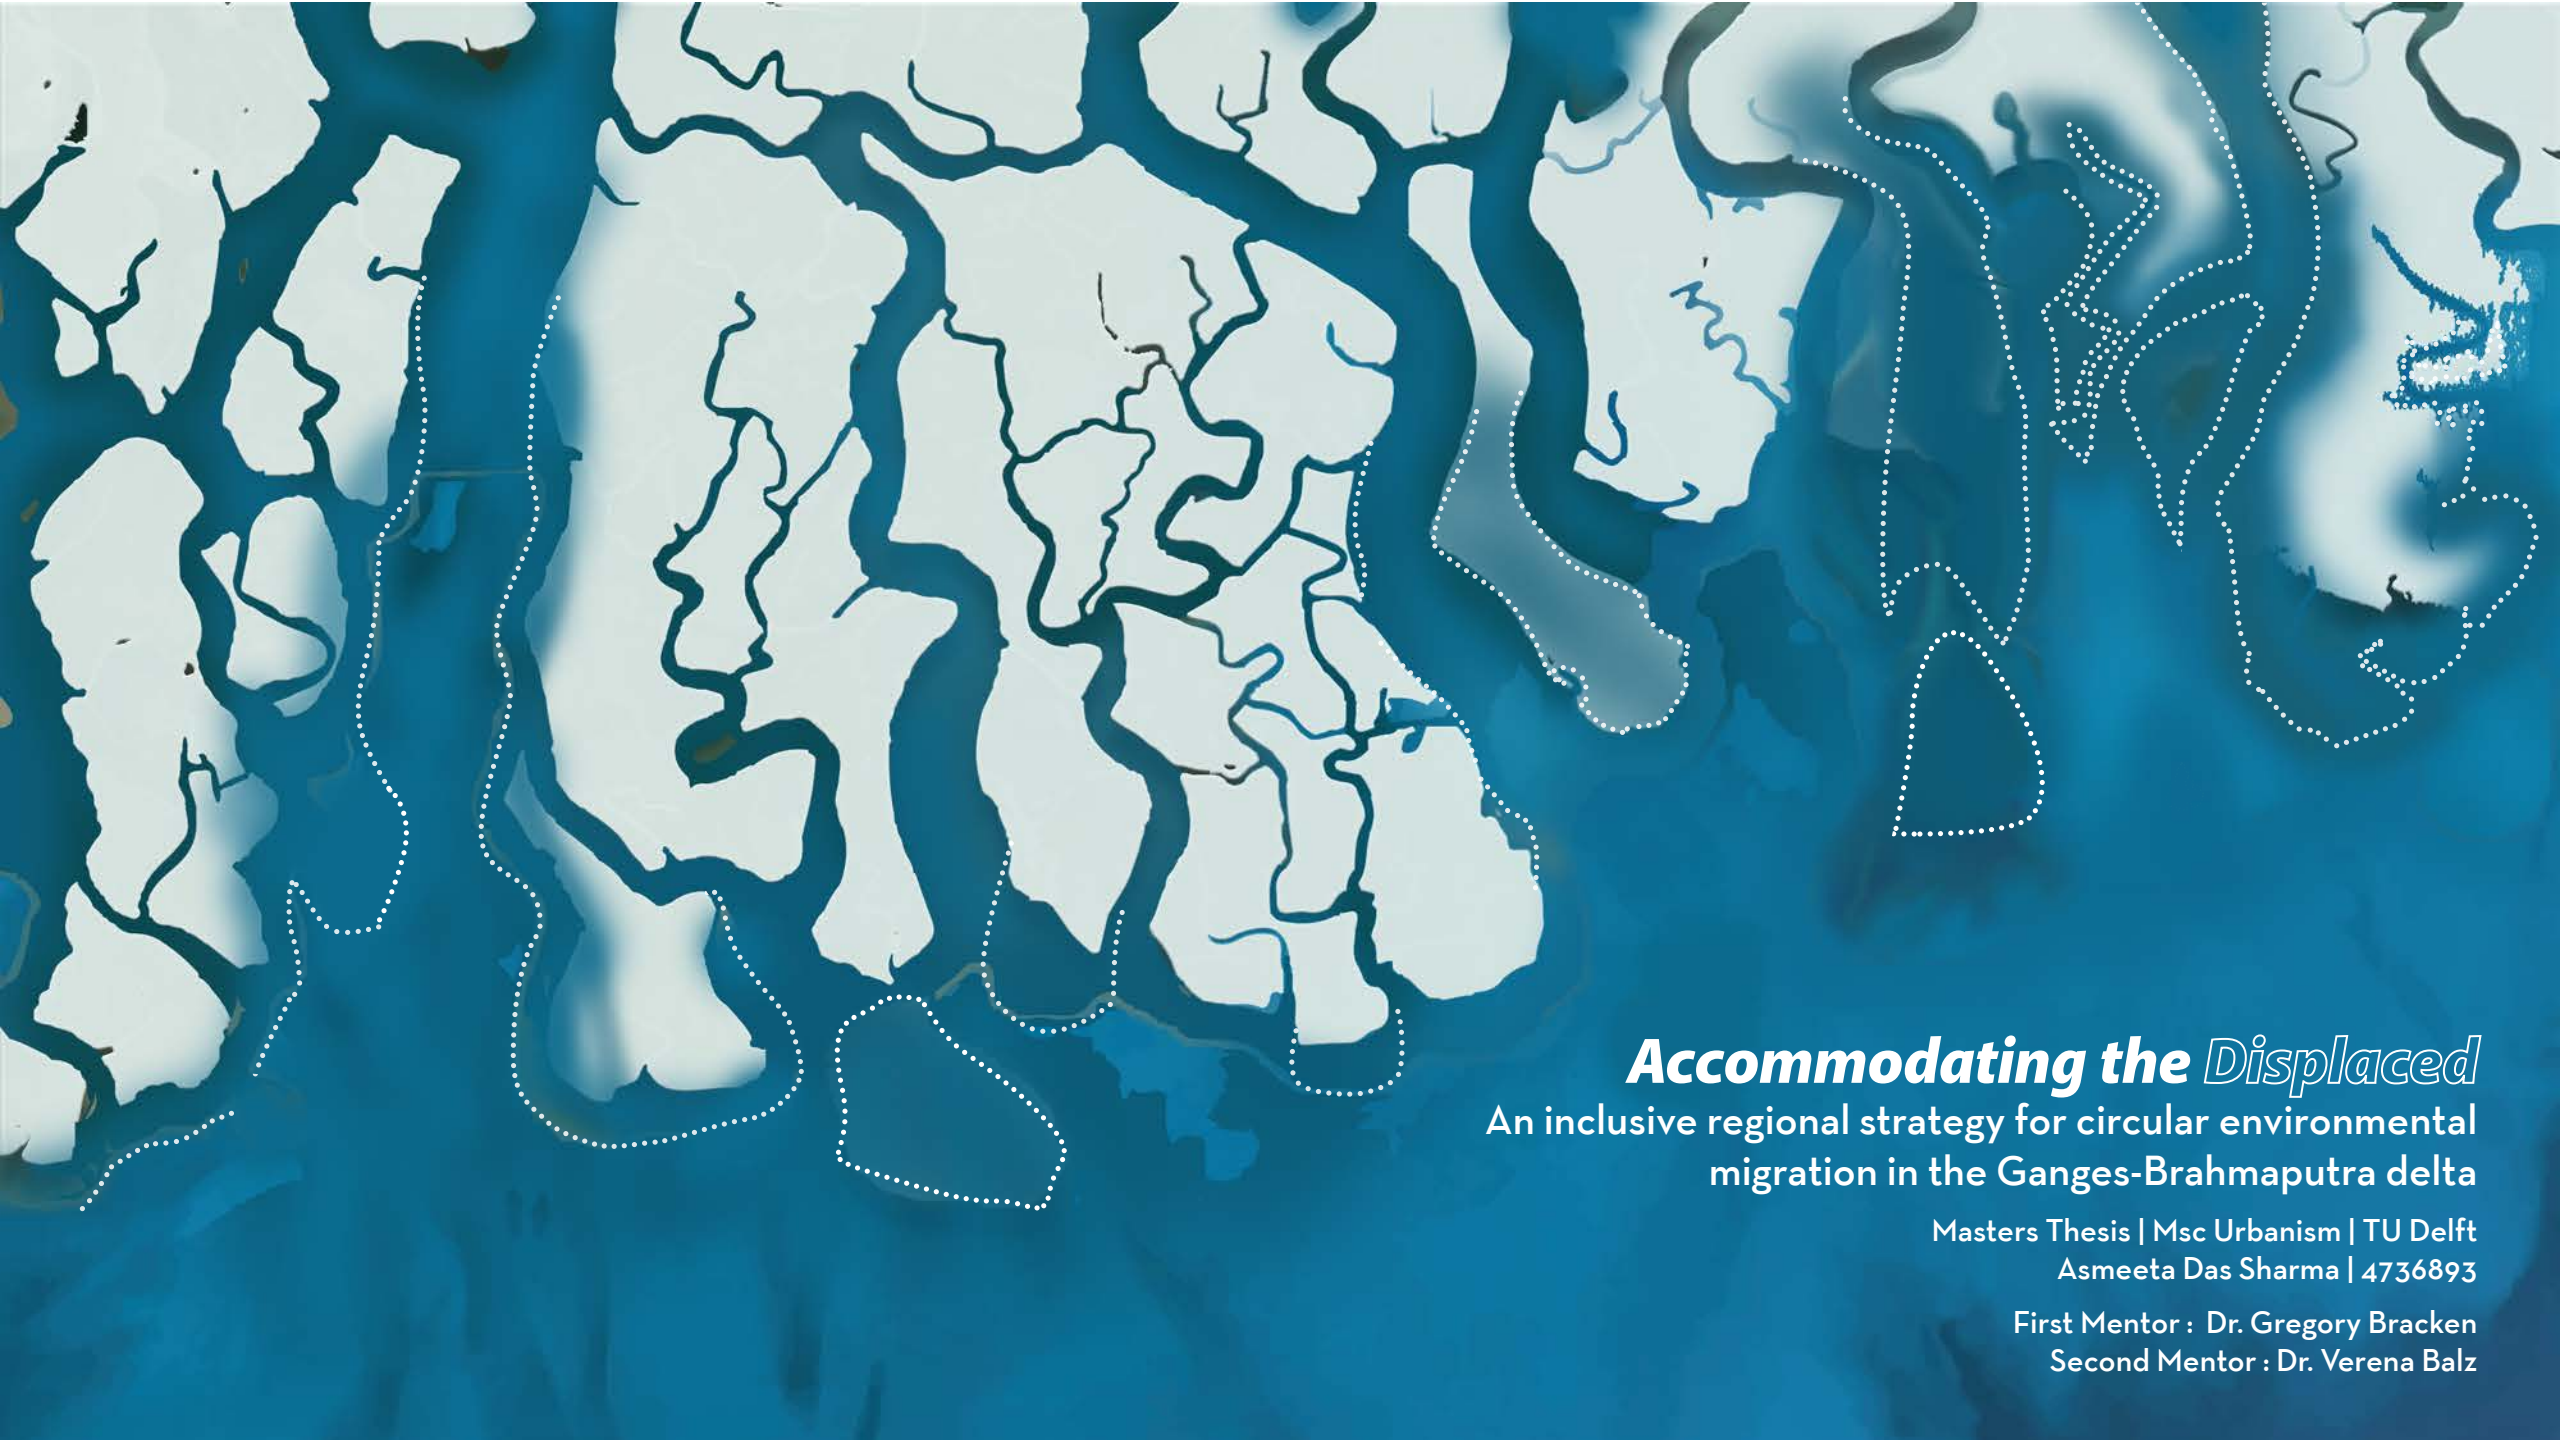 Accommodating the Displaced
An inclusive regional strategy for circular environmental
migration in the Ganges-Brahmaputra delta
Masters Thesis | Msc Urbanism | TU Delft
Asmeeta Das Sharma | 4736893
First Mentor : Dr. Gregory Bracken
Second Mentor : Dr. Verena Balz